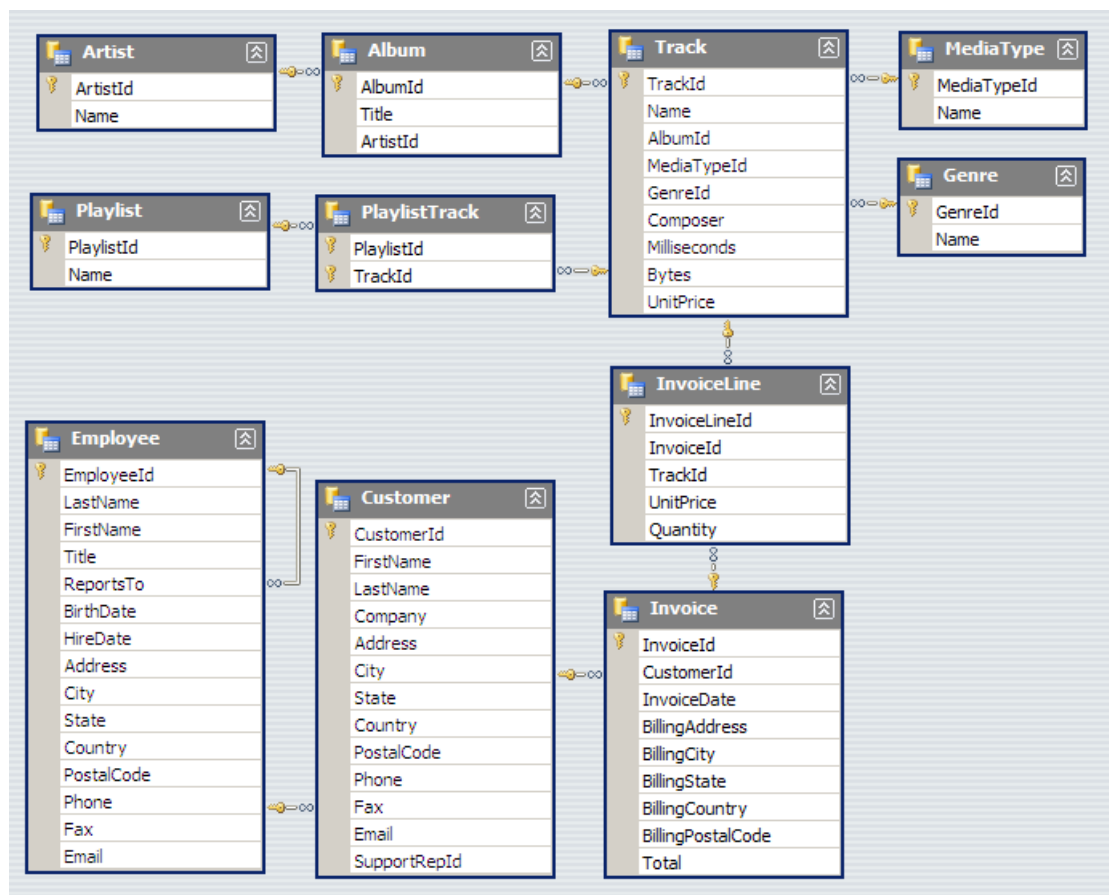 Artist
ArtistId
Name
Album
AlbumId
Title
ArtistId
Track
TrackId
Name
AlbumId
MediaTypeId
GenreId
Composer
Milliseconds
Bytes
UnitPrice
MediaType
MediaTypeId
Name
Genre
GenreId
Name
Playlist
PlaylistId
Name
PlaylistTrack
PlaylistId
TrackId
InvoiceLine
InvoiceLineId
InvoiceId
TrackId
UnitPrice
Quantity
Employee
EmployeeId
LastName
FirstName
Title
ReportsTo
BirthDate
HireDate
Address
City
State
Country
PostalCode
Phone
Fax
Email
Customer
CustomerId
FirstName
LastName
Company
Address
City
State
Country
PostalCode
Phone
Fax
Email
SupportRepId
Invoice
InvoiceId
CustomerId
InvoiceDate
BillingAddress
BillingCity
BillingState
BillingCountry
BillingPostalCode
Total